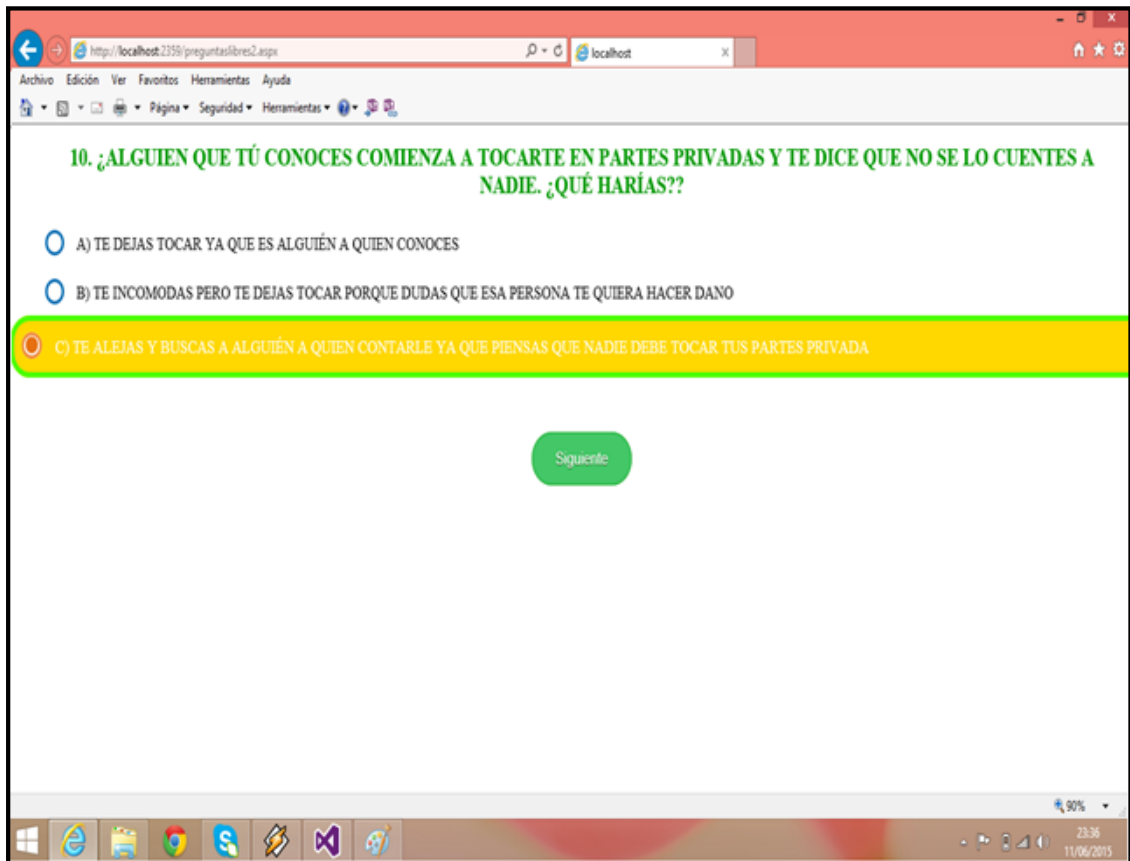 http://localhost:2359/preguntaslibres2.aspx
localhost
Archivo Edición Ver Favoritos Herramientas Ayuda
Página Seguridad Herramientas
10. ¿ALGUIEN QUE TÚ CONOCES COMIENZA A TOCARTE EN PARTES PRIVADAS Y TE DICE QUE NO SE LO CUENTES A
NADIE. ¿QUÉ HARÍAS??
A) TE DEJAS TOCAR YA QUE ES ALGUIÉN A QUIEN CONOCES
B) TE INCOMODAS PERO TE DEJAS TOCAR PORQUE DUDAS QUE ESA PERSONA TE QUIERA HACER DANO
C) TE ALEJAS Y BUSCAS A ALGUIÉN A QUIEN CONTARLE YA QUE PIENSAS QUE NADIE DEBE TOCAR TUS PARTES PRIVADA
Siguiente
90%
23:36
11/06/2015